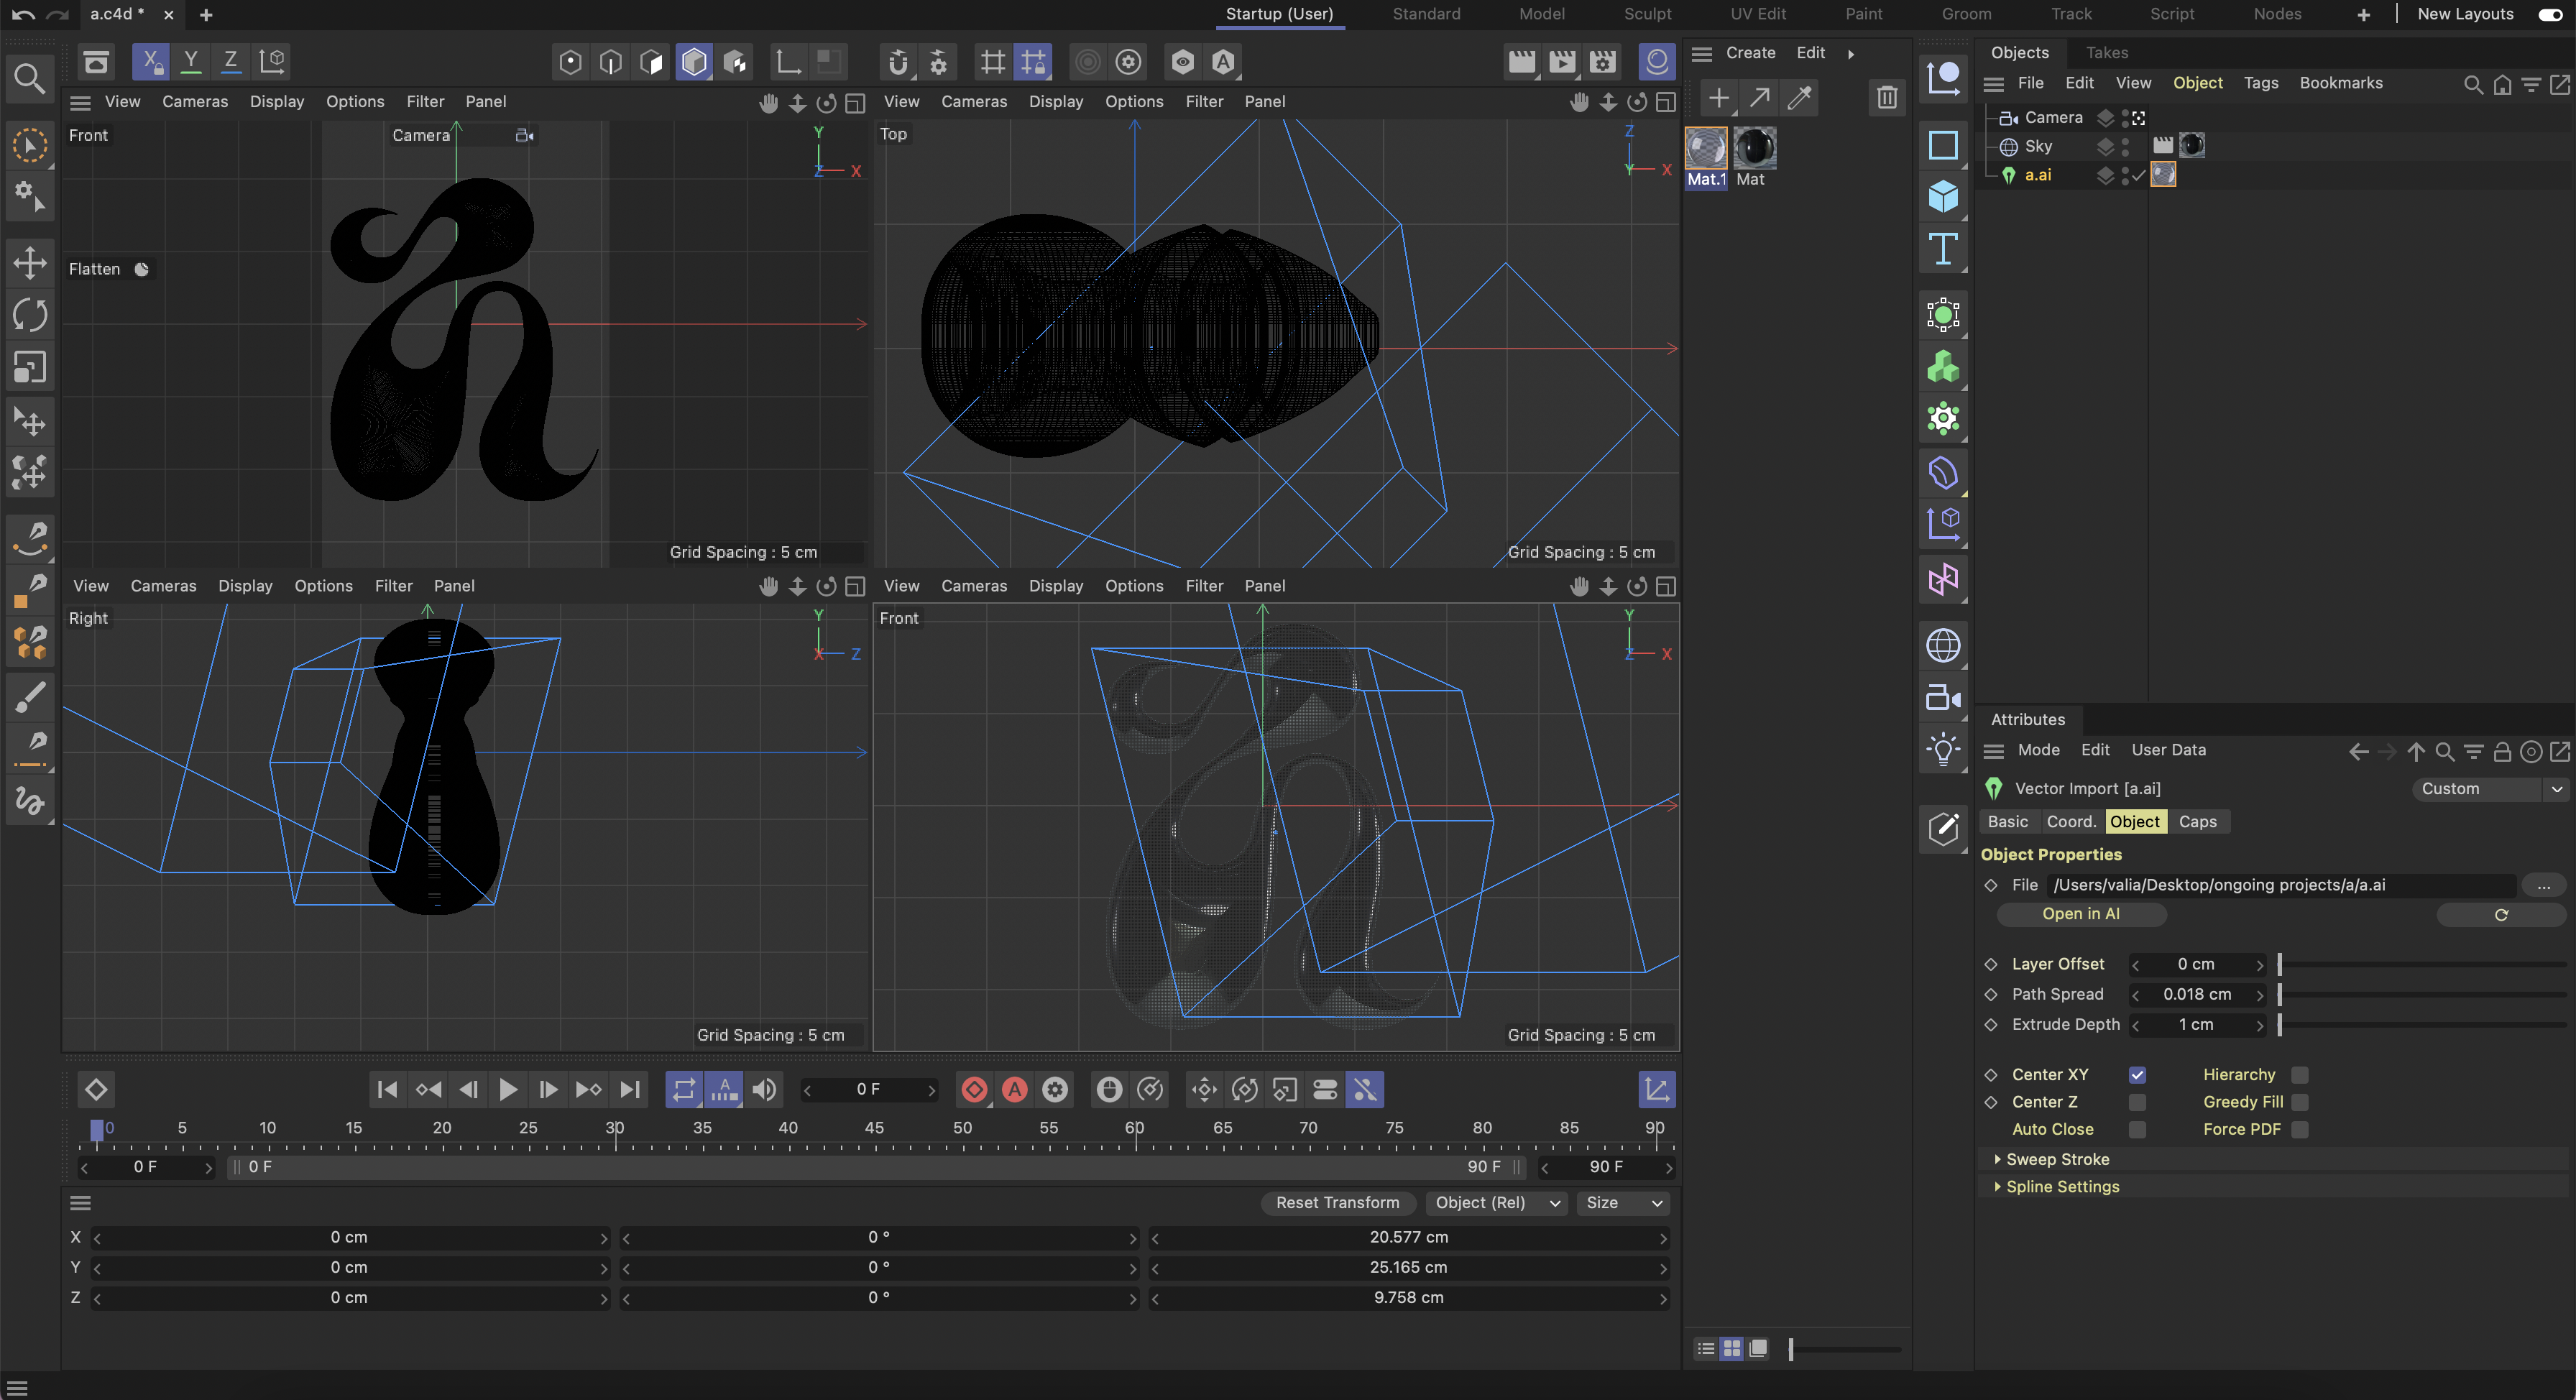 a.c4d *
Startup (User)
Standard
Model
Sculpt
UV Edit
Paint
Groom
Track
Script
Nodes
New Layouts
X Y Z
Create Edit
Objects Takes
File Edit View Object Tags Bookmarks
View Cameras Display Options Filter Panel
View Cameras Display Options Filter Panel
Front
Camera
Y
Z X
Flatten
Grid Spacing : 5 cm
Top
Z
Y X
Grid Spacing : 5 cm
Mat.1 Mat
Camera
Sky
a.ai
View Cameras Display Options Filter Panel
View Cameras Display Options Filter Panel
Right
Y
X Z
Grid Spacing : 5 cm
Front
Y
Z X
Grid Spacing : 5 cm
Attributes
Mode Edit User Data
Vector Import [a.ai]
Custom
Basic Coord. Object Caps
Object Properties
File /Users/valia/Desktop/ongoing projects/a/a.ai ...
Open in AI
Layer Offset 0 cm
Path Spread 0.018 cm
Extrude Depth 1 cm
Center XY Hierarchy
Center Z Greedy Fill
Auto Close Force PDF
Sweep Stroke
Spline Settings
A
0 F
A
0 5 10 15 20 25 30 35 40 45 50 55 60 65 70 75 80 85 90
0 F 0 F 90 F 90 F
Reset Transform Object (Rel) Size
X 0 cm 0 ° 20.577 cm
Y 0 cm 0 ° 25.165 cm
Z 0 cm 0 ° 9.758 cm